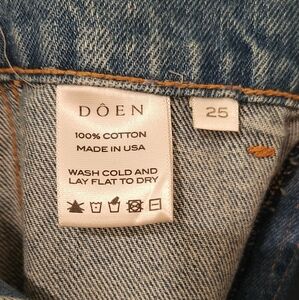 DÔEN
25
100% COTTON
MADE IN USA
WASH COLD AND
LAY FLAT TO DRY